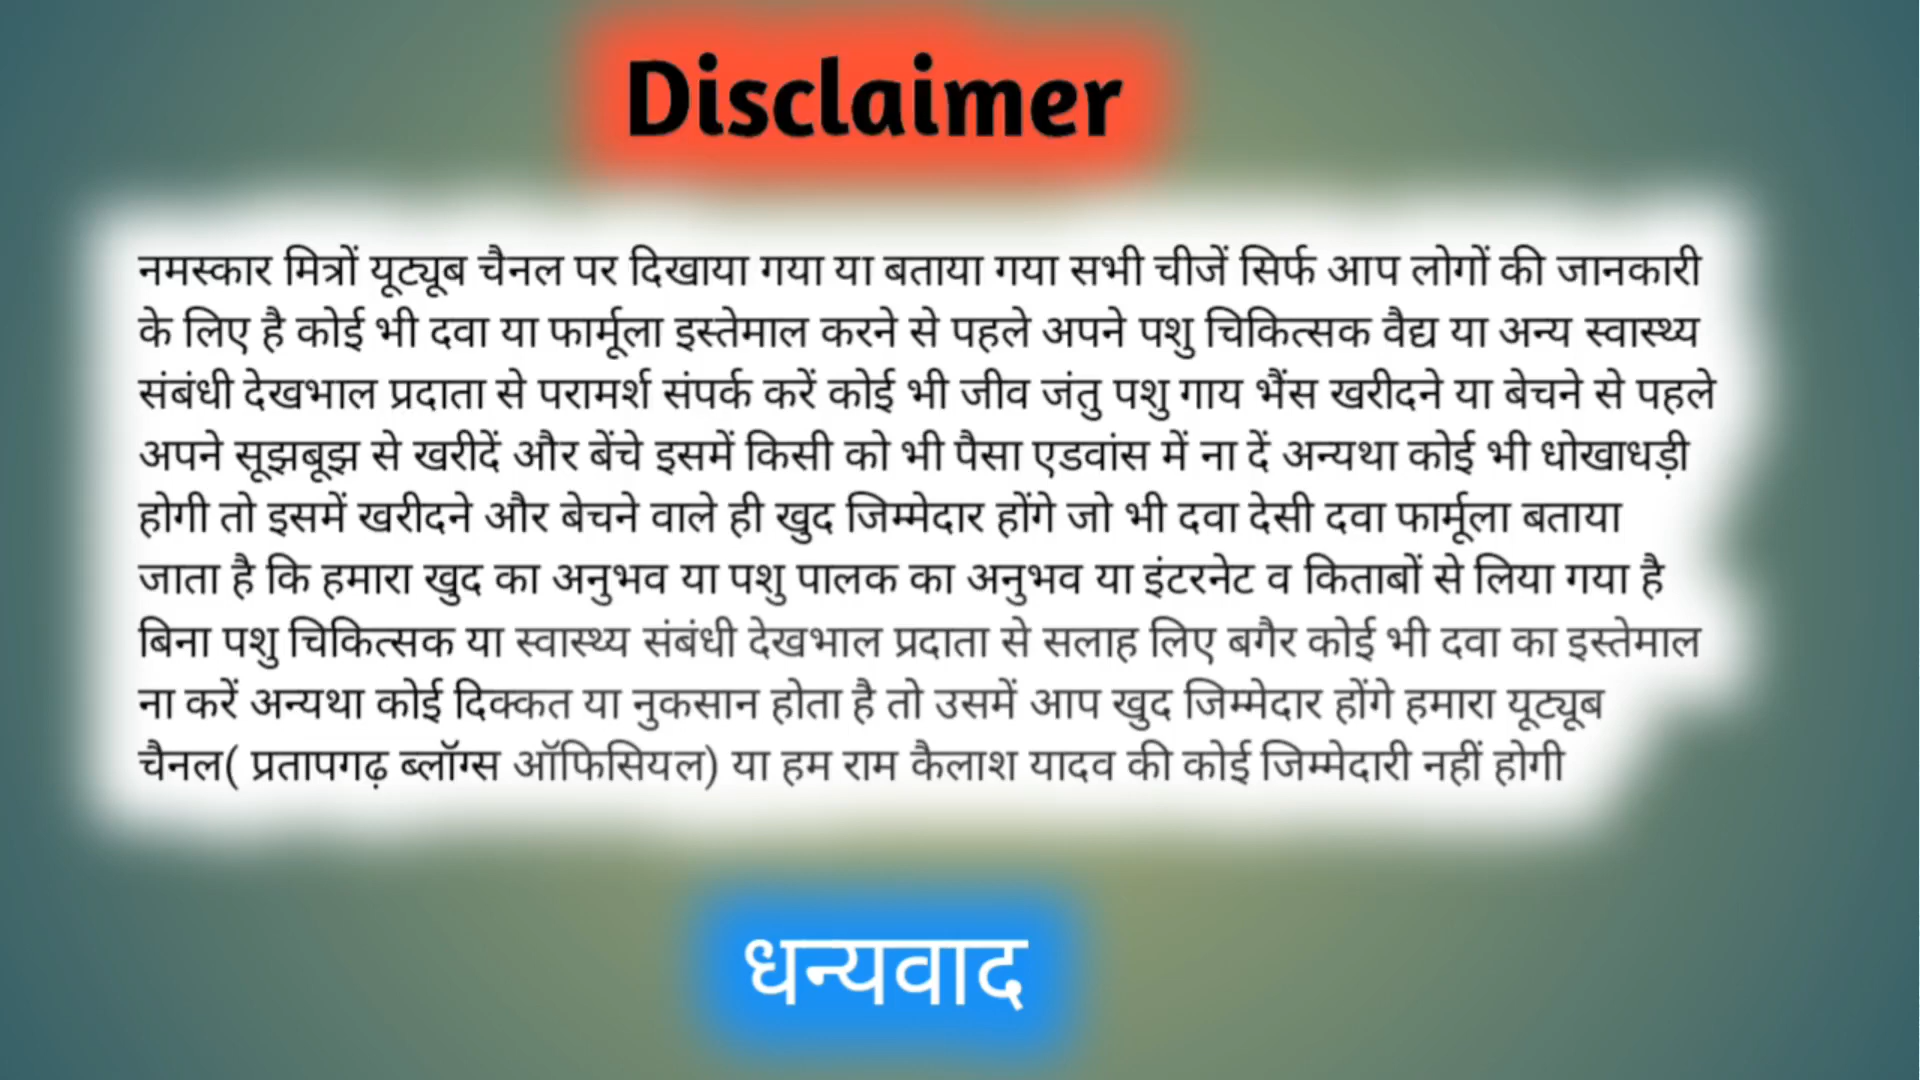 Disclaimer
नमस्कार मित्रों यूट्यूब चैनल पर दिखाया गया या बताया गया सभी चीजें सिर्फ आप लोगों की जानकारी
के लिए है कोई भी दवा या फार्मूला इस्तेमाल करने से पहले अपने पशु चिकित्सक वैद्य या अन्य स्वास्थ्य
संबंधी देखभाल प्रदाता से परामर्श संपर्क करें कोई भी जीव जंतु पशु गाय भैंस खरीदने या बेचने से पहले
अपने सूझबूझ से खरीदें और बेंचे इसमें किसी को भी पैसा एडवांस में ना दें अन्यथा कोई भी धोखाधड़ी
होगी तो इसमें खरीदने और बेचने वाले ही खुद जिम्मेदार होंगे जो भी दवा देसी दवा फार्मूला बताया
जाता है कि हमारा खुद का अनुभव या पशु पालक का अनुभव या इंटरनेट व किताबों से लिया गया है
बिना पशु चिकित्सक या स्वास्थ्य संबंधी देखभाल प्रदाता से सलाह लिए बगैर कोई भी दवा का इस्तेमाल
ना करें अन्यथा कोई दिक्कत या नुकसान होता है तो उसमें आप खुद जिम्मेदार होंगे हमारा यूट्यूब
चैनल( प्रतापगढ़ ब्लॉग्स ऑफिसियल) या हम राम कैलाश यादव की कोई जिम्मेदारी नहीं होगी
धन्यवाद